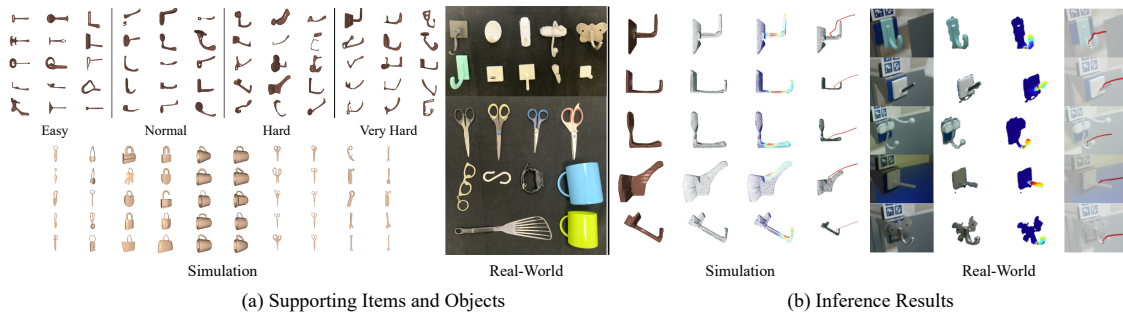 Easy
Normal
Hard
Very Hard
Simulation
Real-World
(a) Supporting Items and Objects
Simulation
Real-World
(b) Inference Results